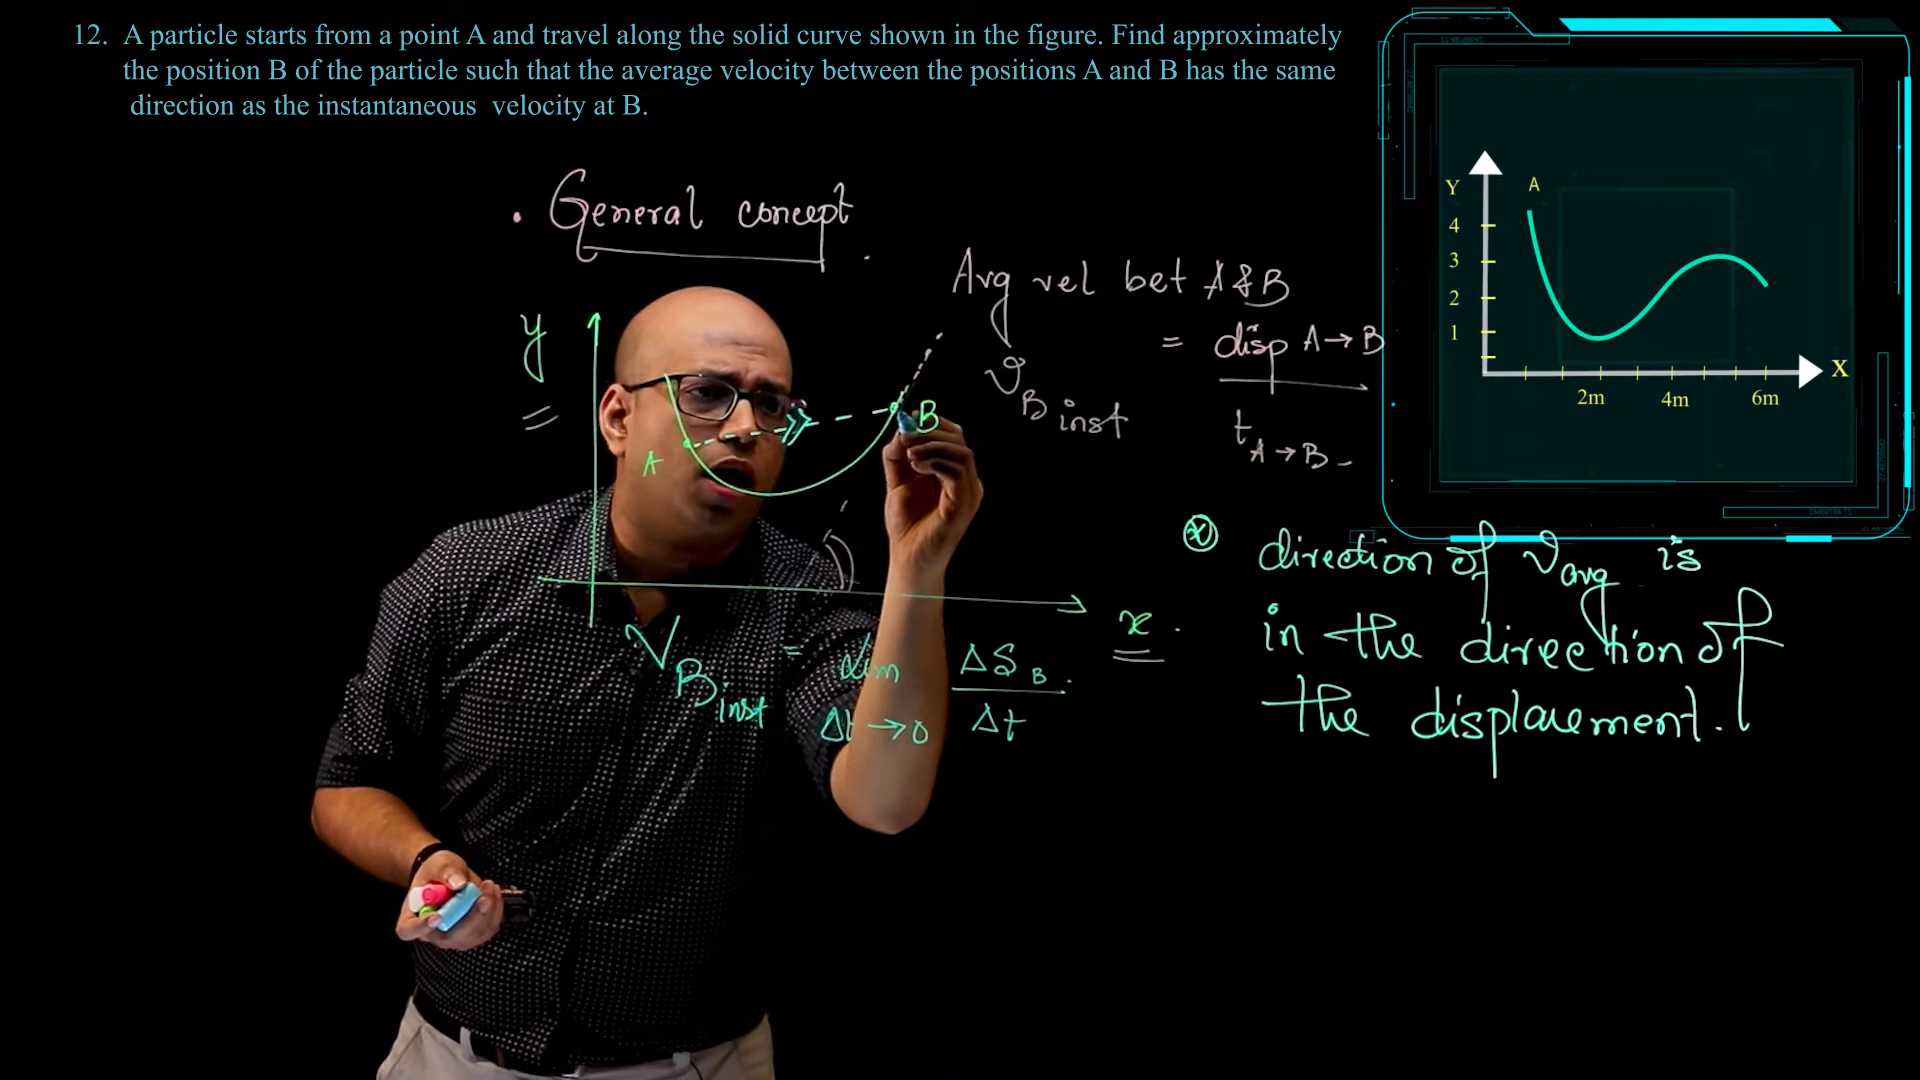 12. A particle starts from a point A and travel along the solid curve shown in the figure. Find approximately
the position B of the particle such that the average velocity between the positions A and B has the same
direction as the instantaneous velocity at B.
• General concept.
Avg vel bet A & B
= disp A→B
t A→B
y
A
B
ϑ B inst
x
V B inst = lim Δt→0 ΔS B / Δt
Y
A
4
3
2
1
X
2m 4m 6m
direction of ϑavg is
in the direction of
the displacement.